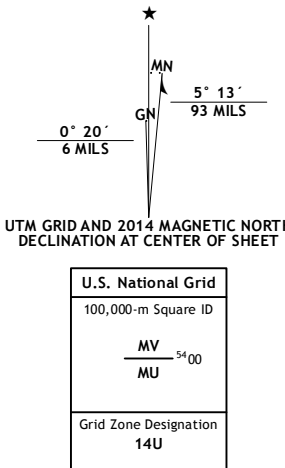 ★
MN
GN
5° 13´
93 MILS
0° 20´
6 MILS
UTM GRID AND 2014 MAGNETIC NORTH
DECLINATION AT CENTER OF SHEET
U.S. National Grid
100,000-m Square ID
MV
5400
MU
Grid Zone Designation
14U